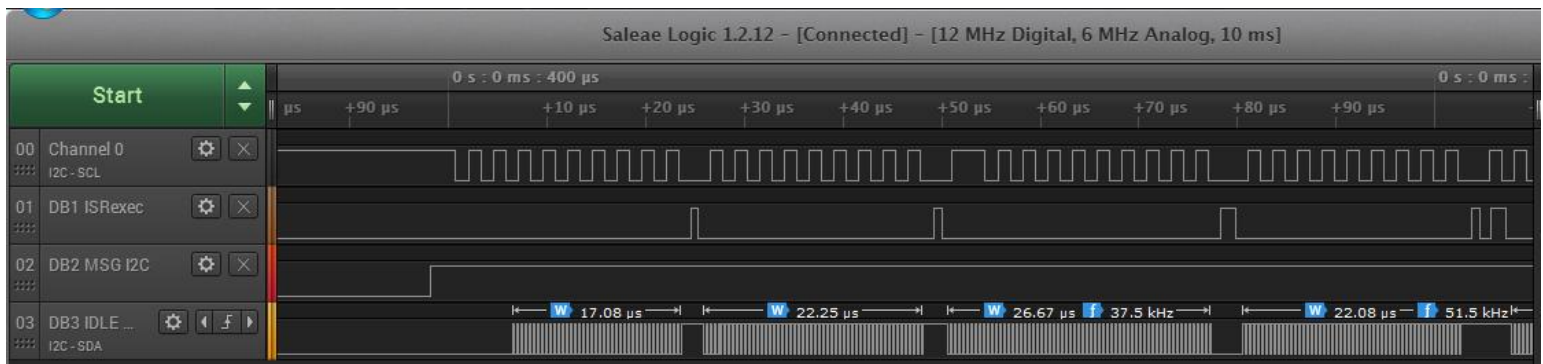 Saleae Logic 1.2.12 - [Connected] - [12 MHz Digital, 6 MHz Analog, 10 ms]
Start
0 s : 0 ms : 400 µs
0 s : 0 ms :
µs +90 µs +10 µs +20 µs +30 µs +40 µs +50 µs +60 µs +70 µs +80 µs +90 µs
00 Channel 0
I2C - SCL
01 DB1 ISRexec
02 DB2 MSG I2C
03 DB3 IDLE ...
I2C - SDA
W 17.08 µs W 22.25 µs W 26.67 µs f 37.5 kHz W 22.08 µs f 51.5 kHz